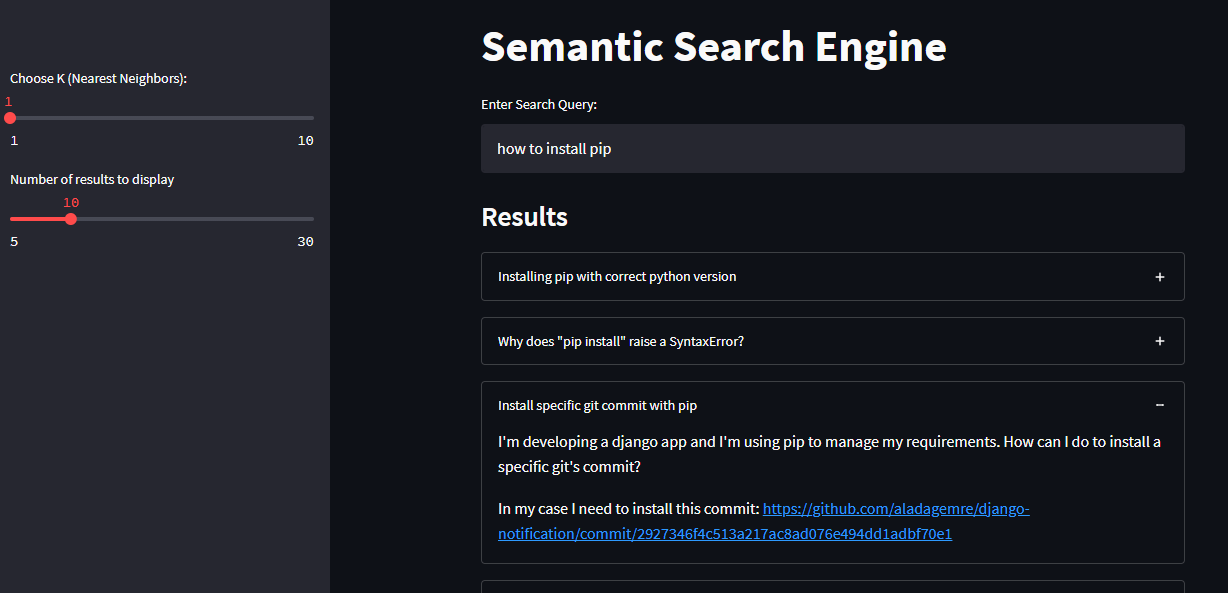 Choose K (Nearest Neighbors):
1
1 10
Number of results to display
10
5 30
Semantic Search Engine
Enter Search Query:
how to install pip
Results
Installing pip with correct python version
Why does "pip install" raise a SyntaxError?
Install specific git commit with pip
I'm developing a django app and I'm using pip to manage my requirements. How can I do to install a
specific git's commit?
In my case I need to install this commit: https://github.com/aladagemre/django-
notification/commit/2927346f4c513a217ac8ad076e494dd1adbf70e1